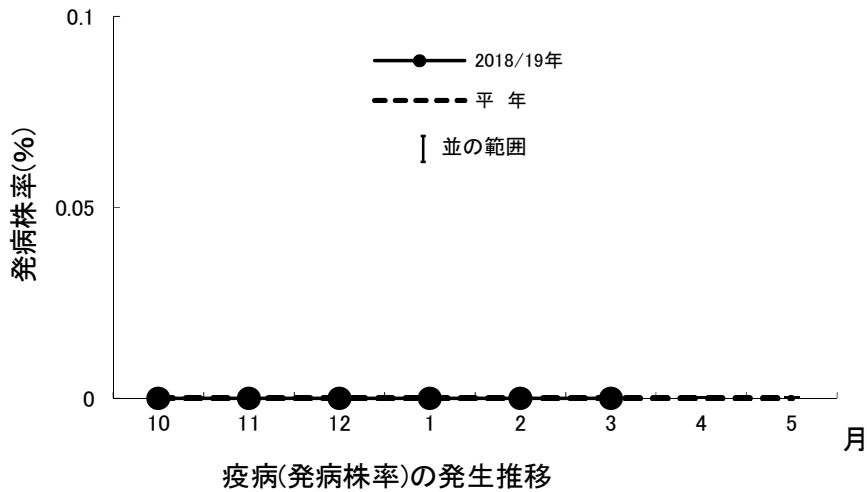 0.1
2018/19年
平 年
並の範囲
発病株率(%)
0.05
0
10 11 12 1 2 3 4 5
月
疫病(発病株率)の発生推移